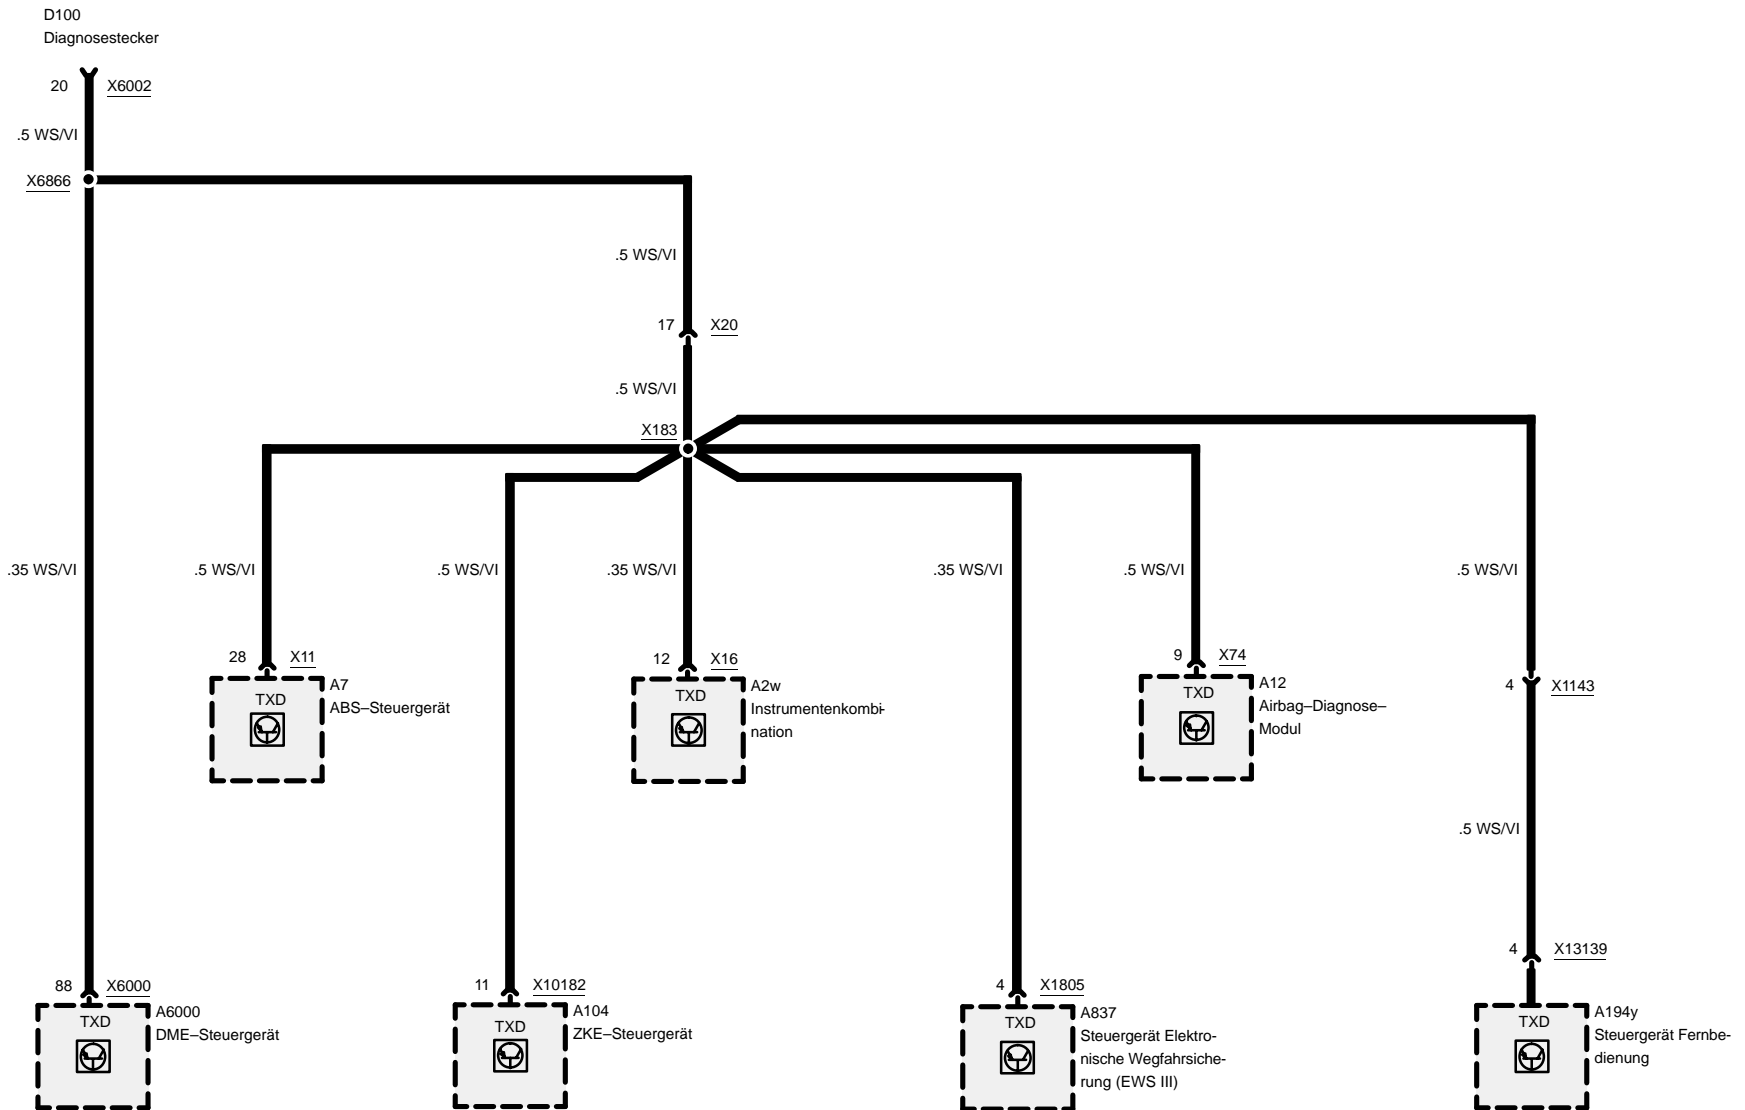 D100
Diagnosestecker
20 X6002
.5 WS/VI
X6866
.5 WS/VI
17 X20
.5 WS/VI
X183
.35 WS/VI .5 WS/VI .5 WS/VI .35 WS/VI .35 WS/VI .5 WS/VI .5 WS/VI
28 X11
A7
ABS–Steuergerät
TXD
12 X16
A2w
Instrumentenkombi-
nation
TXD
9 X74
A12
Airbag–Diagnose–
Modul
TXD
4 X1143
.5 WS/VI
88 X6000
A6000
DME–Steuergerät
TXD
11 X10182
A104
ZKE–Steuergerät
TXD
4 X1805
A837
Steuergerät Elektro-
nische Wegfahrsiche-
rung (EWS III)
TXD
4 X13139
A194y
Steuergerät Fernbe-
dienung
TXD